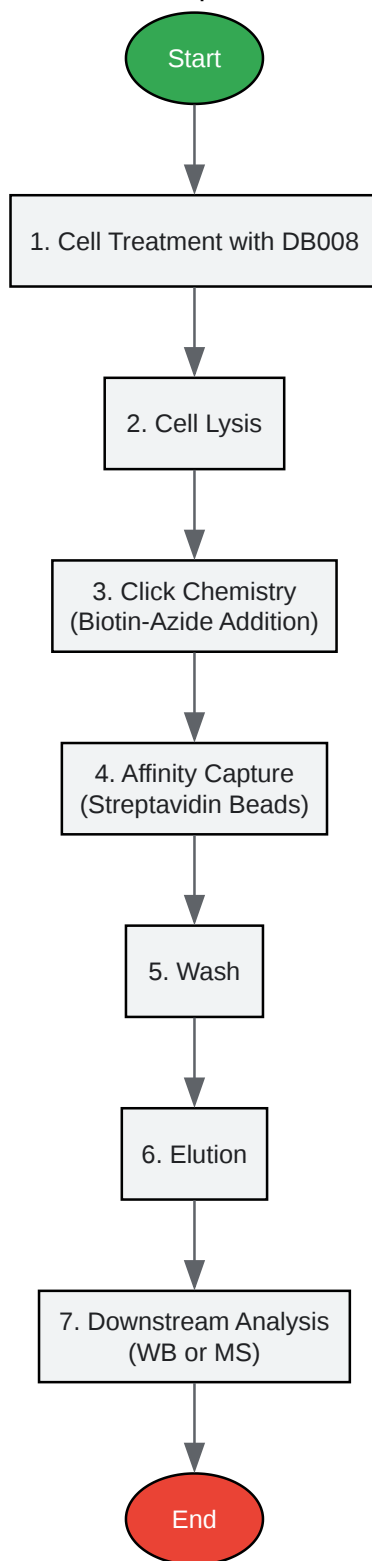 Start
1. Cell Treatment with DB008
2. Cell Lysis
3. Click Chemistry
(Biotin-Azide Addition)
4. Affinity Capture
(Streptavidin Beads)
5. Wash
6. Elution
7. Downstream Analysis
(WB or MS)
End